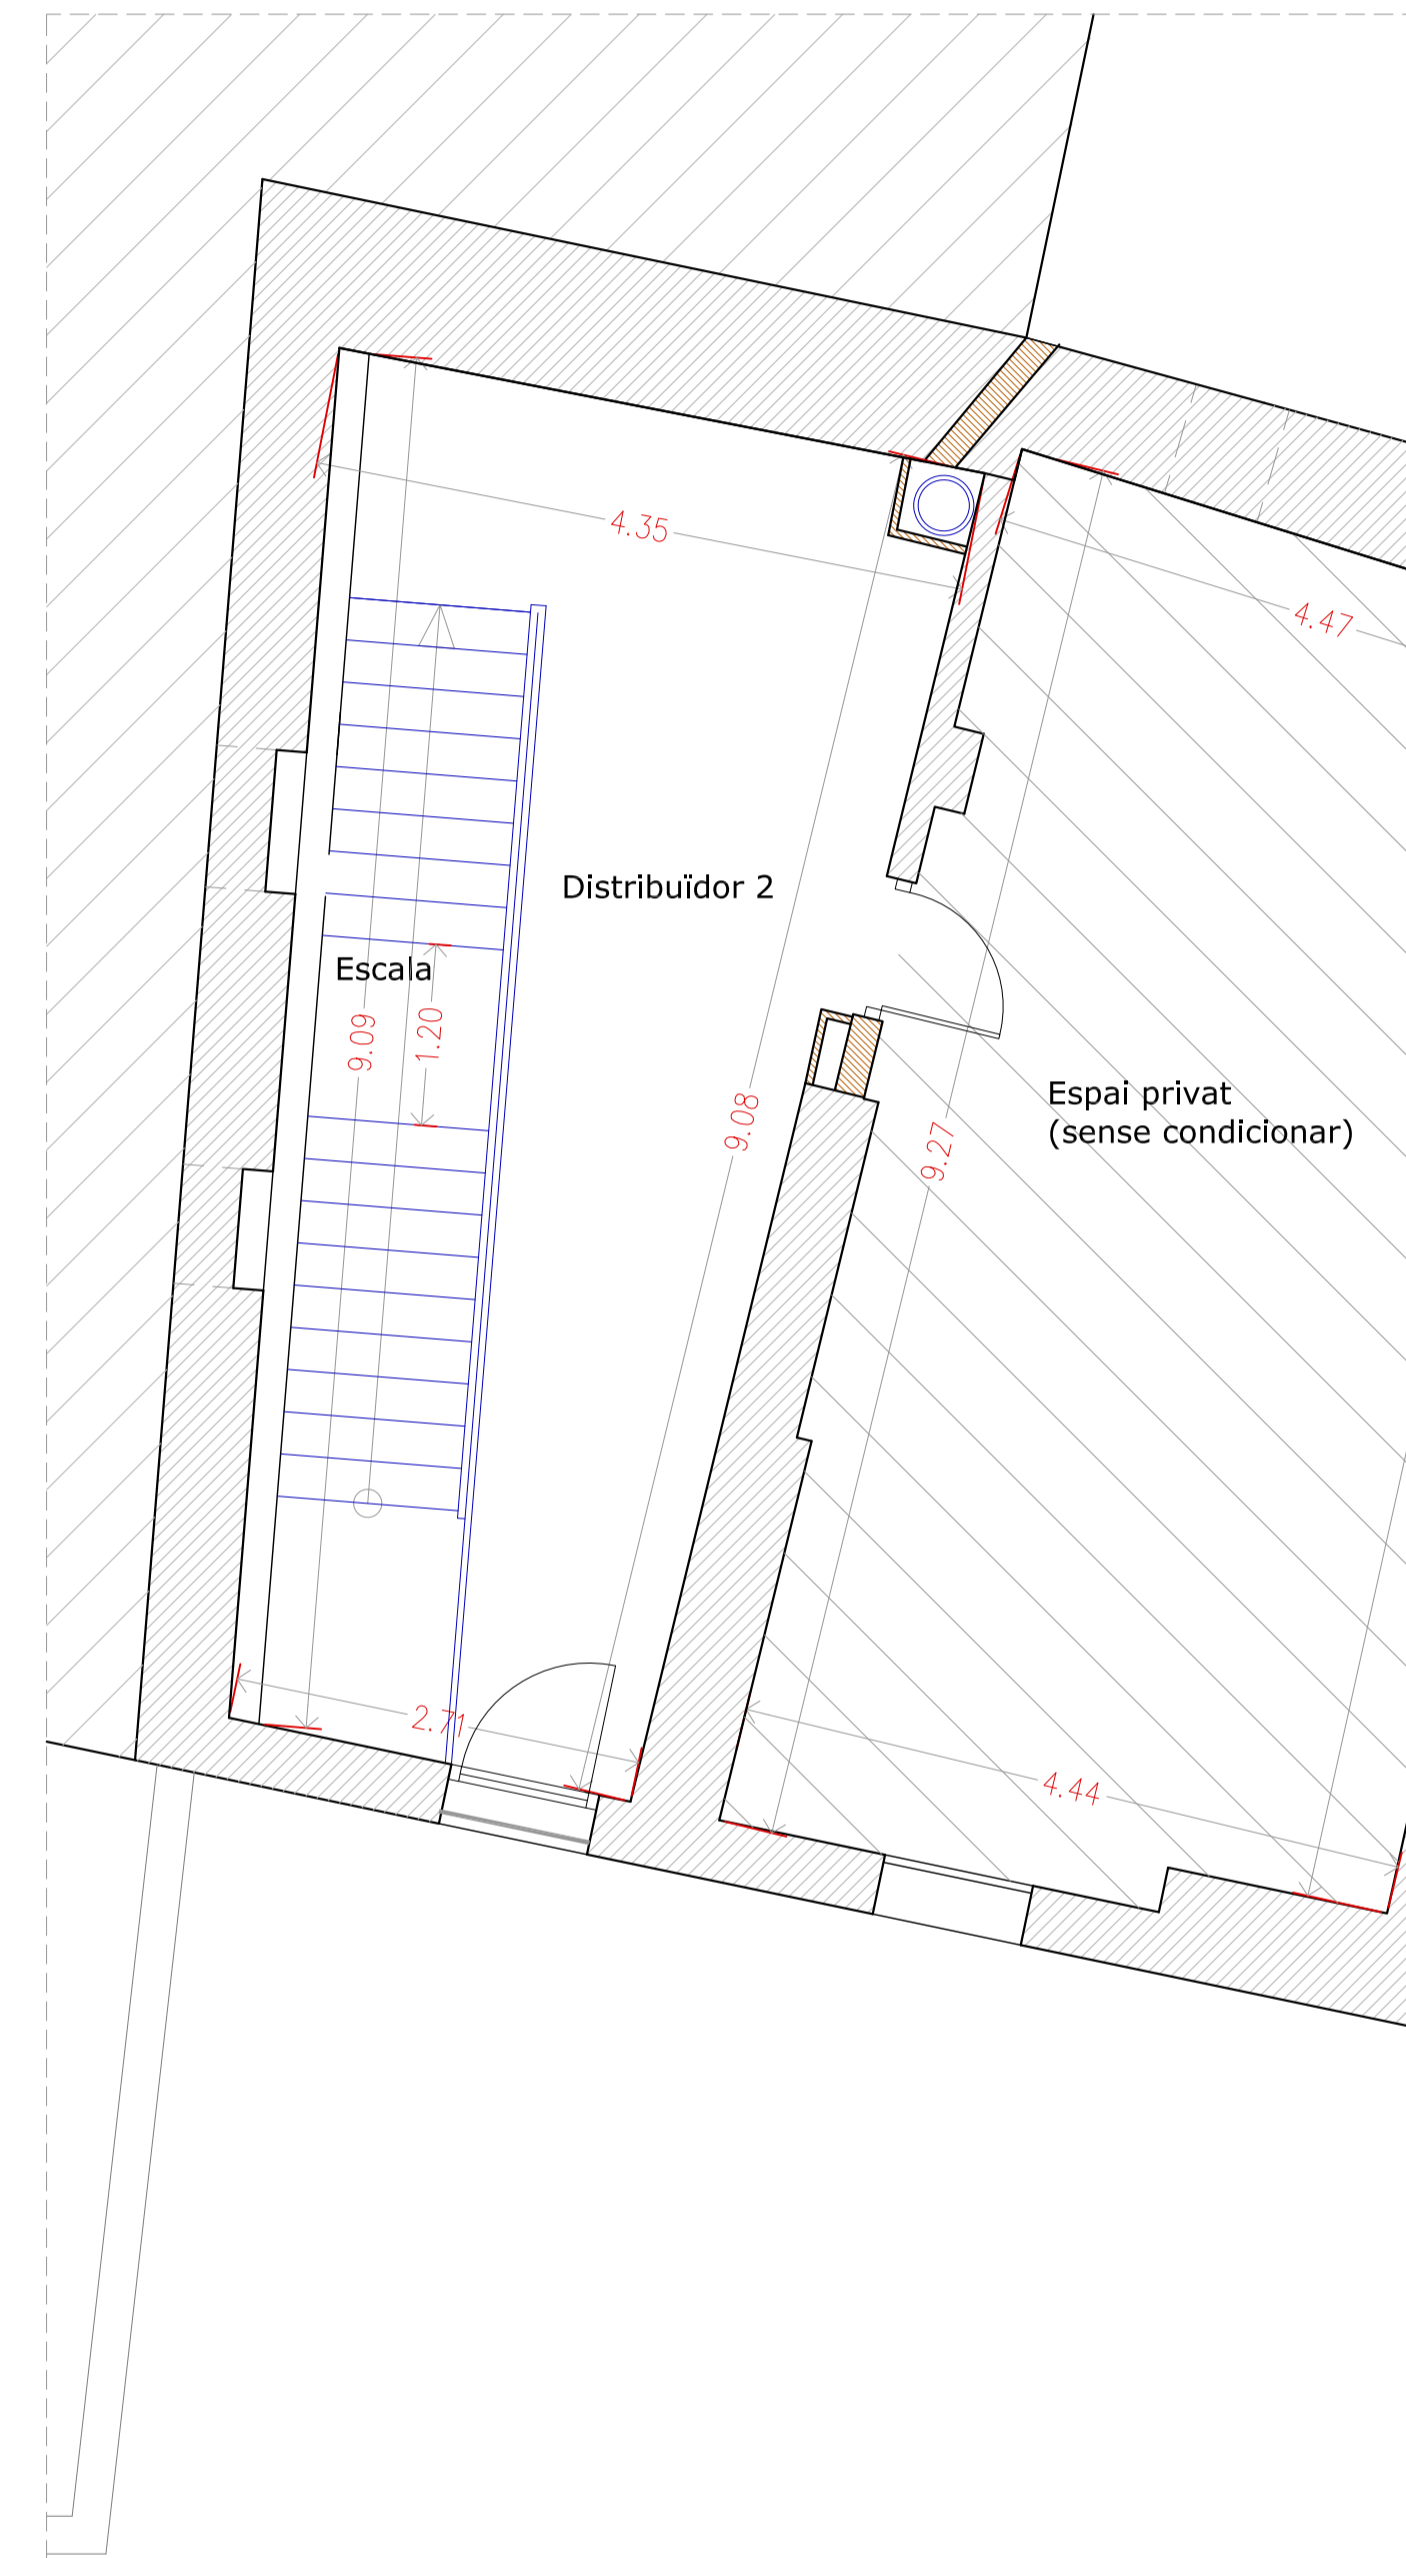 4.35
4.47
Distribuïdor 2
Escala
9.09
1.20
9.08
9.27
Espai privat
(sense condicionar)
2.71
4.44